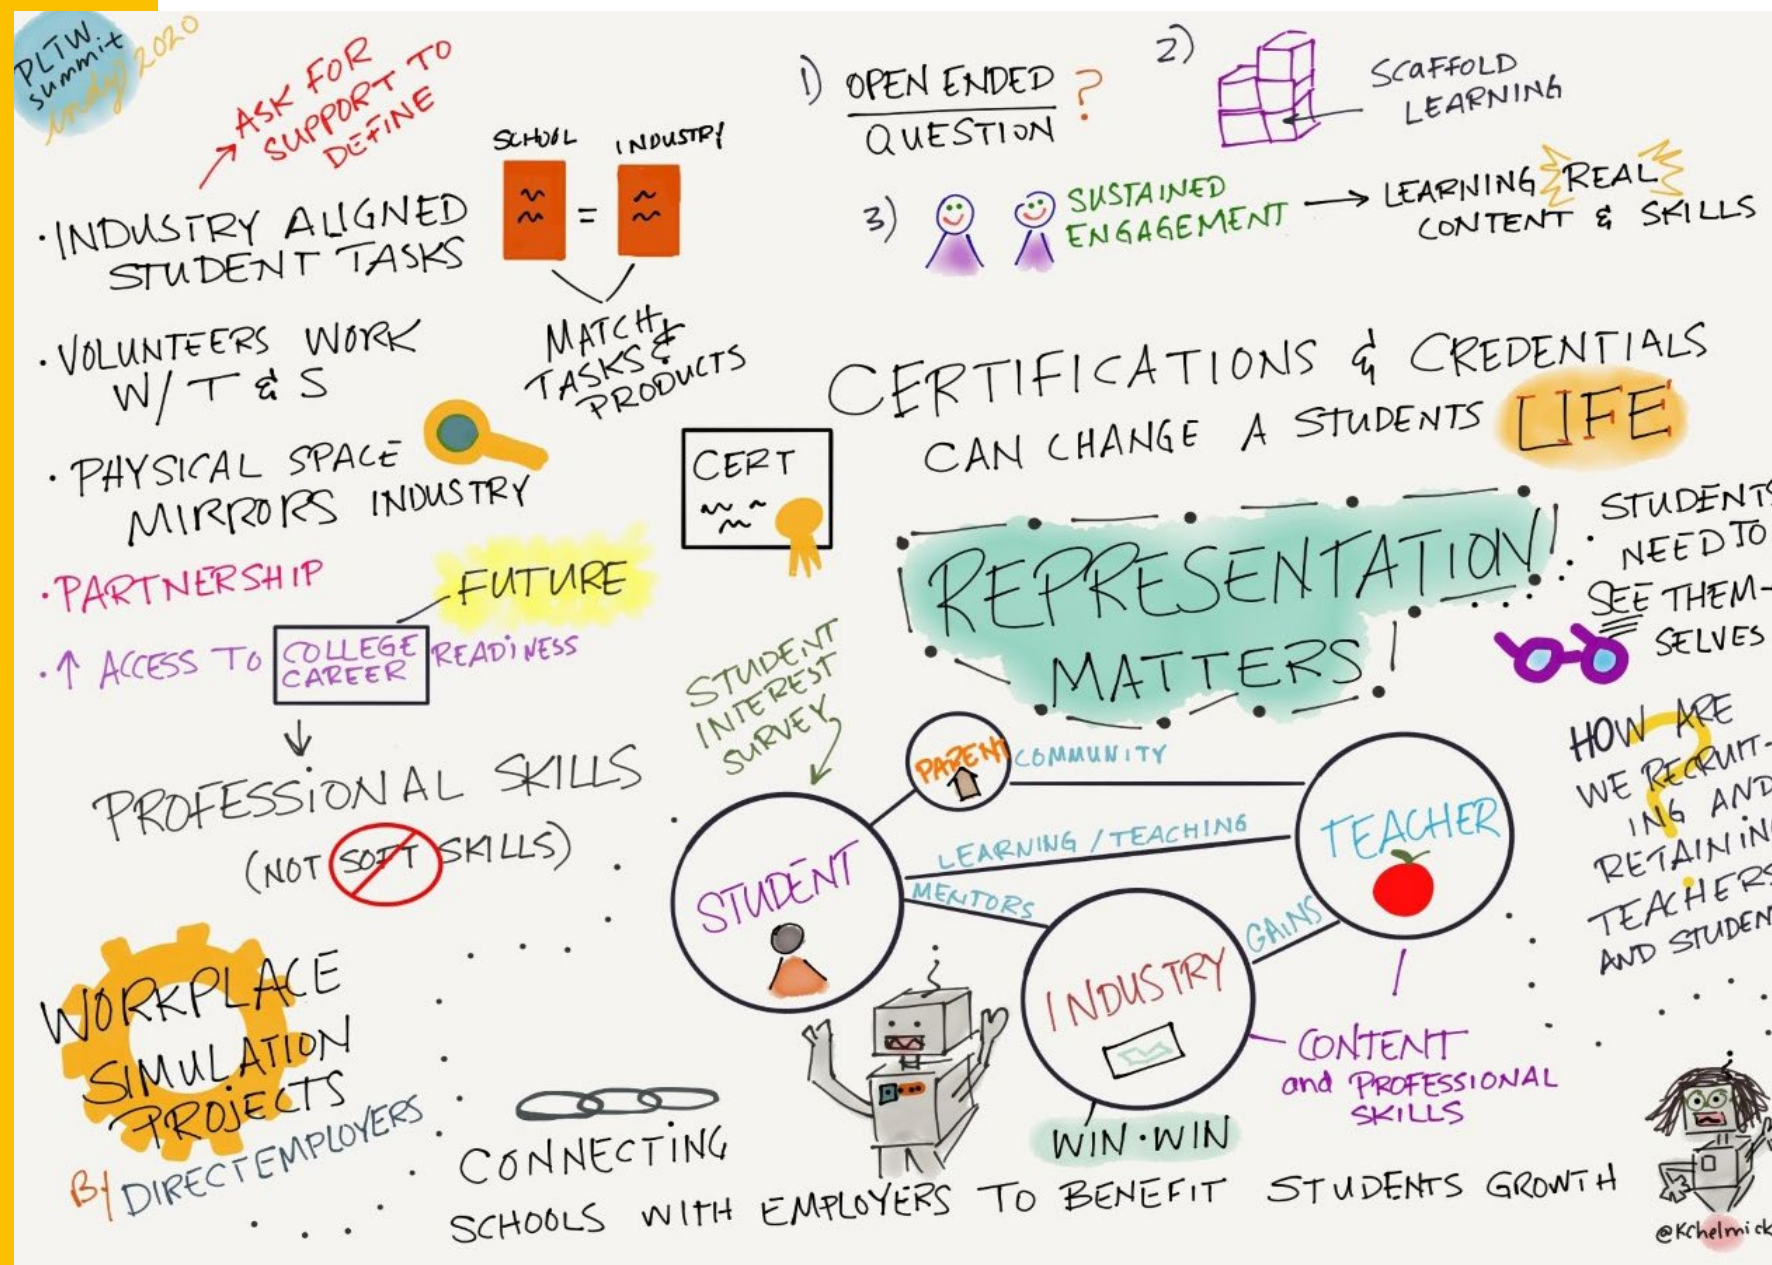 PLTW
summit
indy 2020
ASK FOR
SUPPORT TO
DEFINE
• INDUSTRY ALIGNED
STUDENT TASKS
SCHOOL = INDUSTRY
MATCH
TASKS &
PRODUCTS
• VOLUNTEERS WORK
W/ T & S
• PHYSICAL SPACE
MIRRORS INDUSTRY
• PARTNERSHIP
FUTURE
• ↑ ACCESS TO COLLEGE READINESS
CAREER
PROFESSIONAL SKILLS
(NOT SOFT SKILLS)
WORKPLACE
SIMULATION
PROJECTS
By DIRECTEMPLOYERS
1) OPEN ENDED
QUESTION ?
2) SCAFFOLD
LEARNING
3) SUSTAINED
ENGAGEMENT → LEARNING REAL
CONTENT & SKILLS
CERTIFICATIONS & CREDENTIALS
CAN CHANGE A STUDENTS LIFE
CERT
REPRESENTATION
MATTERS!
STUDENTS
NEED TO
SEE THEM-
SELVES
HOW ARE
WE RECRUIT-
ING AND
RETAINING
TEACHERS
AND STUDENT
?
STUDENT
INTEREST
SURVEY
STUDENT
PARENT
COMMUNITY
TEACHER
LEARNING / TEACHING
MENTORS
INDUSTRY
GAINS
CONTENT
and PROFESSIONAL
SKILLS
WIN • WIN
CONNECTING
SCHOOLS WITH EMPLOYERS TO BENEFIT STUDENTS GROWTH
@KChelmick